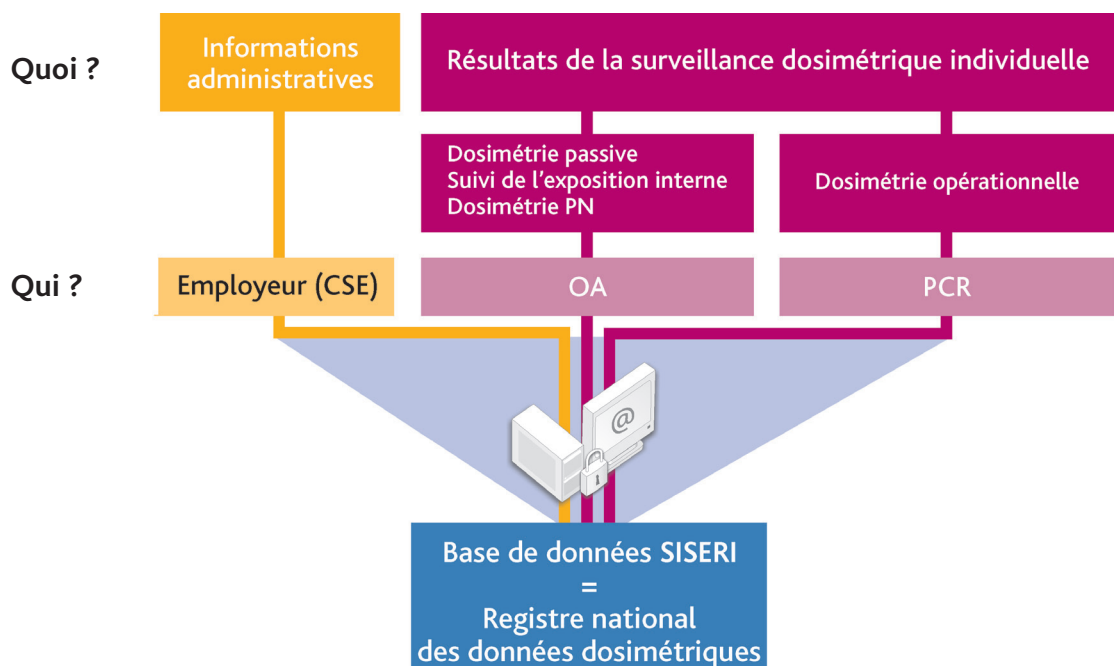 Quoi ?
Informations
administratives
Résultats de la surveillance dosimétrique individuelle
Dosimétrie passive
Suivi de l’exposition interne
Dosimétrie PN
Dosimétrie opérationnelle
Qui ?
Employeur (CSE)
OA
PCR
@
Base de données SISERI
=
Registre national
des données dosimétriques